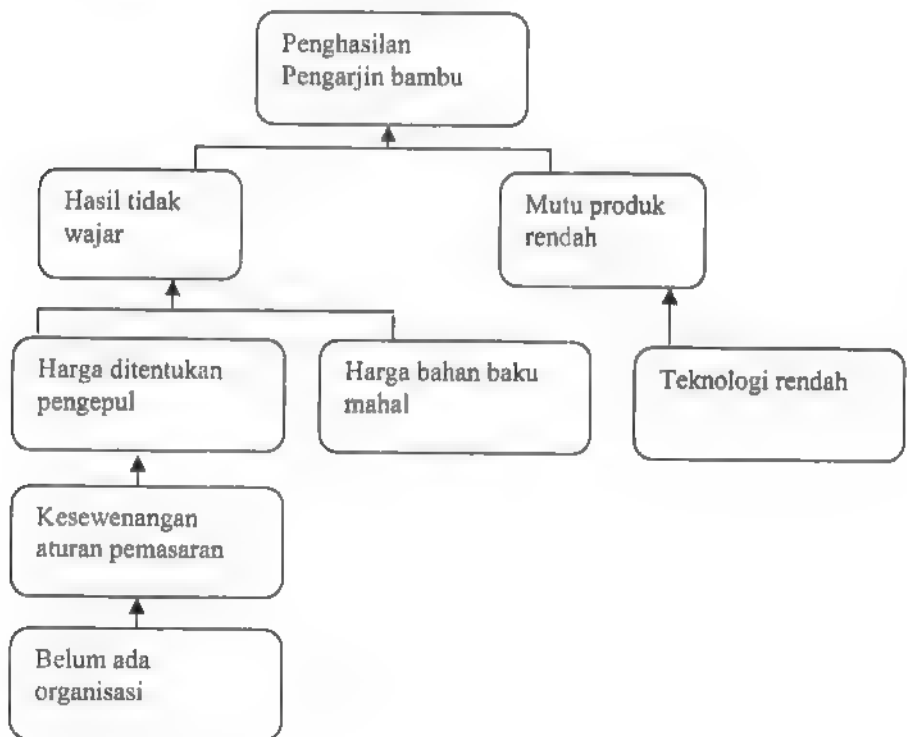 Penghasilan
Pengarjin bambu
Hasil tidak
wajar
Mutu produk
rendah
Harga ditentukan
pengepul
Harga bahan baku
mahal
Teknologi rendah
Kesewenangan
aturan pemasaran
Belum ada
organisasi